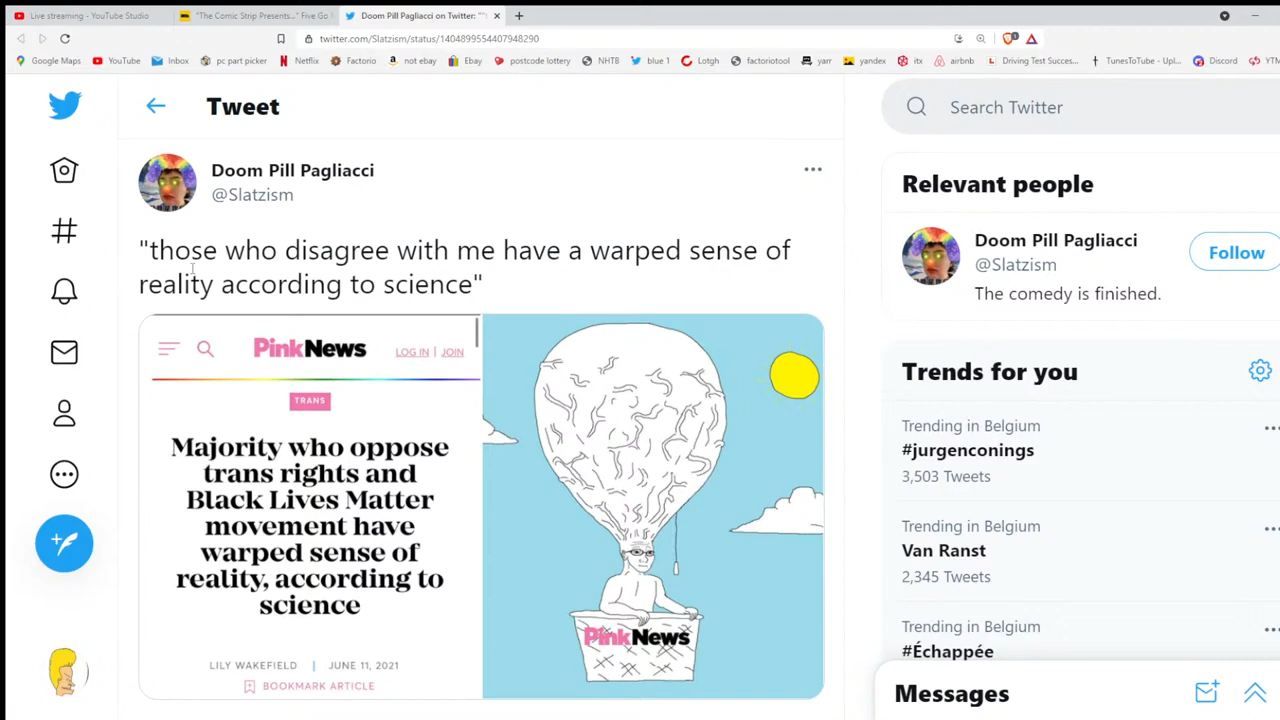 Live streaming - YouTube Studio
"The Comic Strip Presents..." Five Go
Doom Pill Pagliacci on Twitter: "
twitter.com/Slatzism/status/1404899554407948290
Google Maps
YouTube
Inbox
pc part picker
Netflix
Factorio
not ebay
Ebay
postcode lottery
NHTB
blue 1
Lotgh
factoriotool
yarr
yandex
itx
airbnb
Driving Test Succes...
TunesToTube - Upl...
Discord
YTM
Tweet
Search Twitter
Doom Pill Pagliacci
@Slatzism
"those who disagree with me have a warped sense of
reality according to science"
PinkNews
LOG IN | JOIN
TRANS
Majority who oppose
trans rights and
Black Lives Matter
movement have
warped sense of
reality, according to
science
LILY WAKEFIELD | JUNE 11, 2021
BOOKMARK ARTICLE
PinkNews
Relevant people
Doom Pill Pagliacci
@Slatzism
Follow
The comedy is finished.
Trends for you
Trending in Belgium
#jurgenconings
3,503 Tweets
Trending in Belgium
Van Ranst
2,345 Tweets
Trending in Belgium
#Échappée
Messages